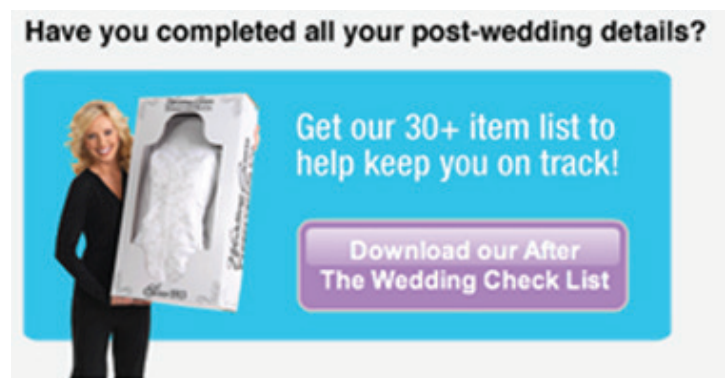 Have you completed all your post-wedding details?
Get our 30+ item list to
help keep you on track!
Download our After
The Wedding Check List